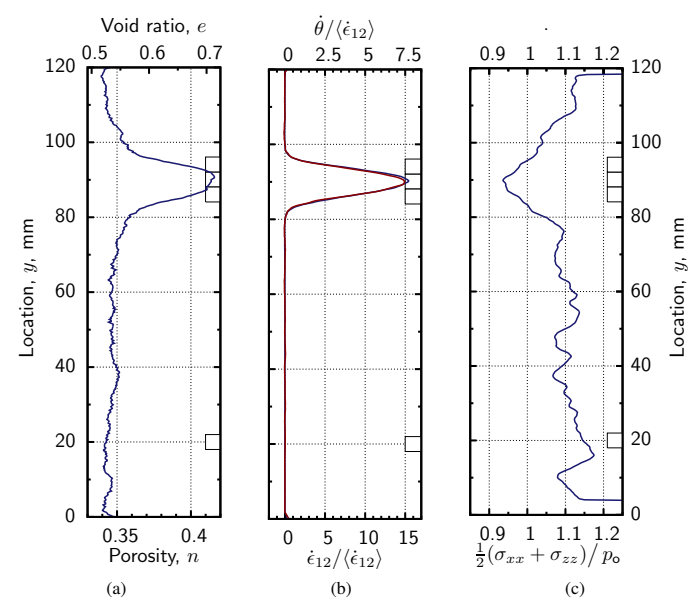 Void ratio, e
0.5 0.6 0.7
θ̇/⟨ϵ̇₁₂⟩
0 2.5 5 7.5
0.9 1 1.1 1.2
120 100 80 60 40 20 0
Location, y, mm
120 100 80 60 40 20 0
Location, y, mm
0.35 0.4
Porosity, n
0 5 10 15
ϵ̇₁₂/⟨ϵ̇₁₂⟩
0.9 1 1.1 1.2
½(σₓₓ + σ_zz)/pₒ
(a) (b) (c)